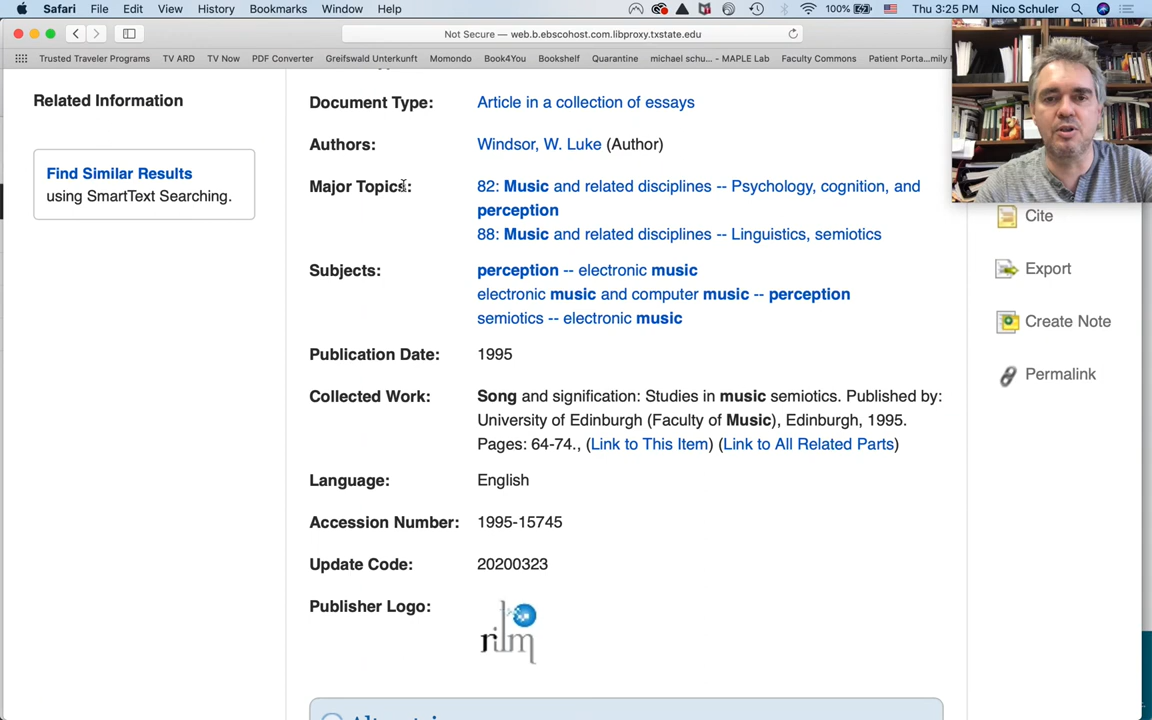 Safari File Edit View History Bookmarks Window Help 100% Thu 3:25 PM Nico Schuler
Not Secure — web.b.ebscohost.com.libproxy.txstate.edu
Trusted Traveler Programs TV ARD TV Now PDF Converter Greifswald Unterkunft Momondo Book4You Bookshelf Quarantine michael schu... - MAPLE Lab Faculty Commons Patient Porta...mily
Related Information
Find Similar Results
using SmartText Searching.
Document Type: Article in a collection of essays
Authors: Windsor, W. Luke (Author)
Major Topics: 82: Music and related disciplines -- Psychology, cognition, and
perception
88: Music and related disciplines -- Linguistics, semiotics
Subjects: perception -- electronic music
electronic music and computer music -- perception
semiotics -- electronic music
Publication Date: 1995
Collected Work: Song and signification: Studies in music semiotics. Published by:
University of Edinburgh (Faculty of Music), Edinburgh, 1995.
Pages: 64-74., (Link to This Item) (Link to All Related Parts)
Language: English
Accession Number: 1995-15745
Update Code: 20200323
Publisher Logo:
rilm
Cite
Export
Create Note
Permalink